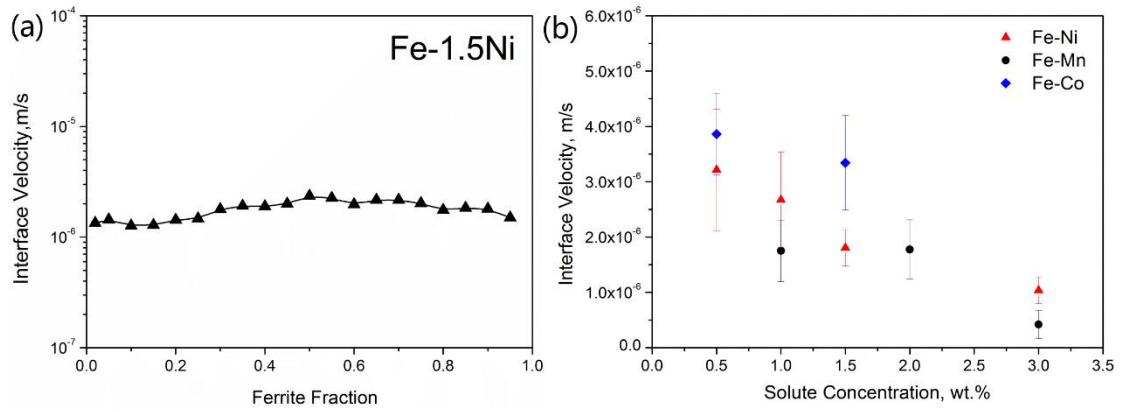 (a)
Fe-1.5Ni
Interface Velocity,m/s
10^-4
10^-5
10^-6
10^-7
0.0 0.2 0.4 0.6 0.8 1.0
Ferrite Fraction
(b)
Fe-Ni
Fe-Mn
Fe-Co
Interface Velocity, m/s
6.0x10^-6
5.0x10^-6
4.0x10^-6
3.0x10^-6
2.0x10^-6
1.0x10^-6
0.0
0.0 0.5 1.0 1.5 2.0 2.5 3.0 3.5
Solute Concentration, wt.%